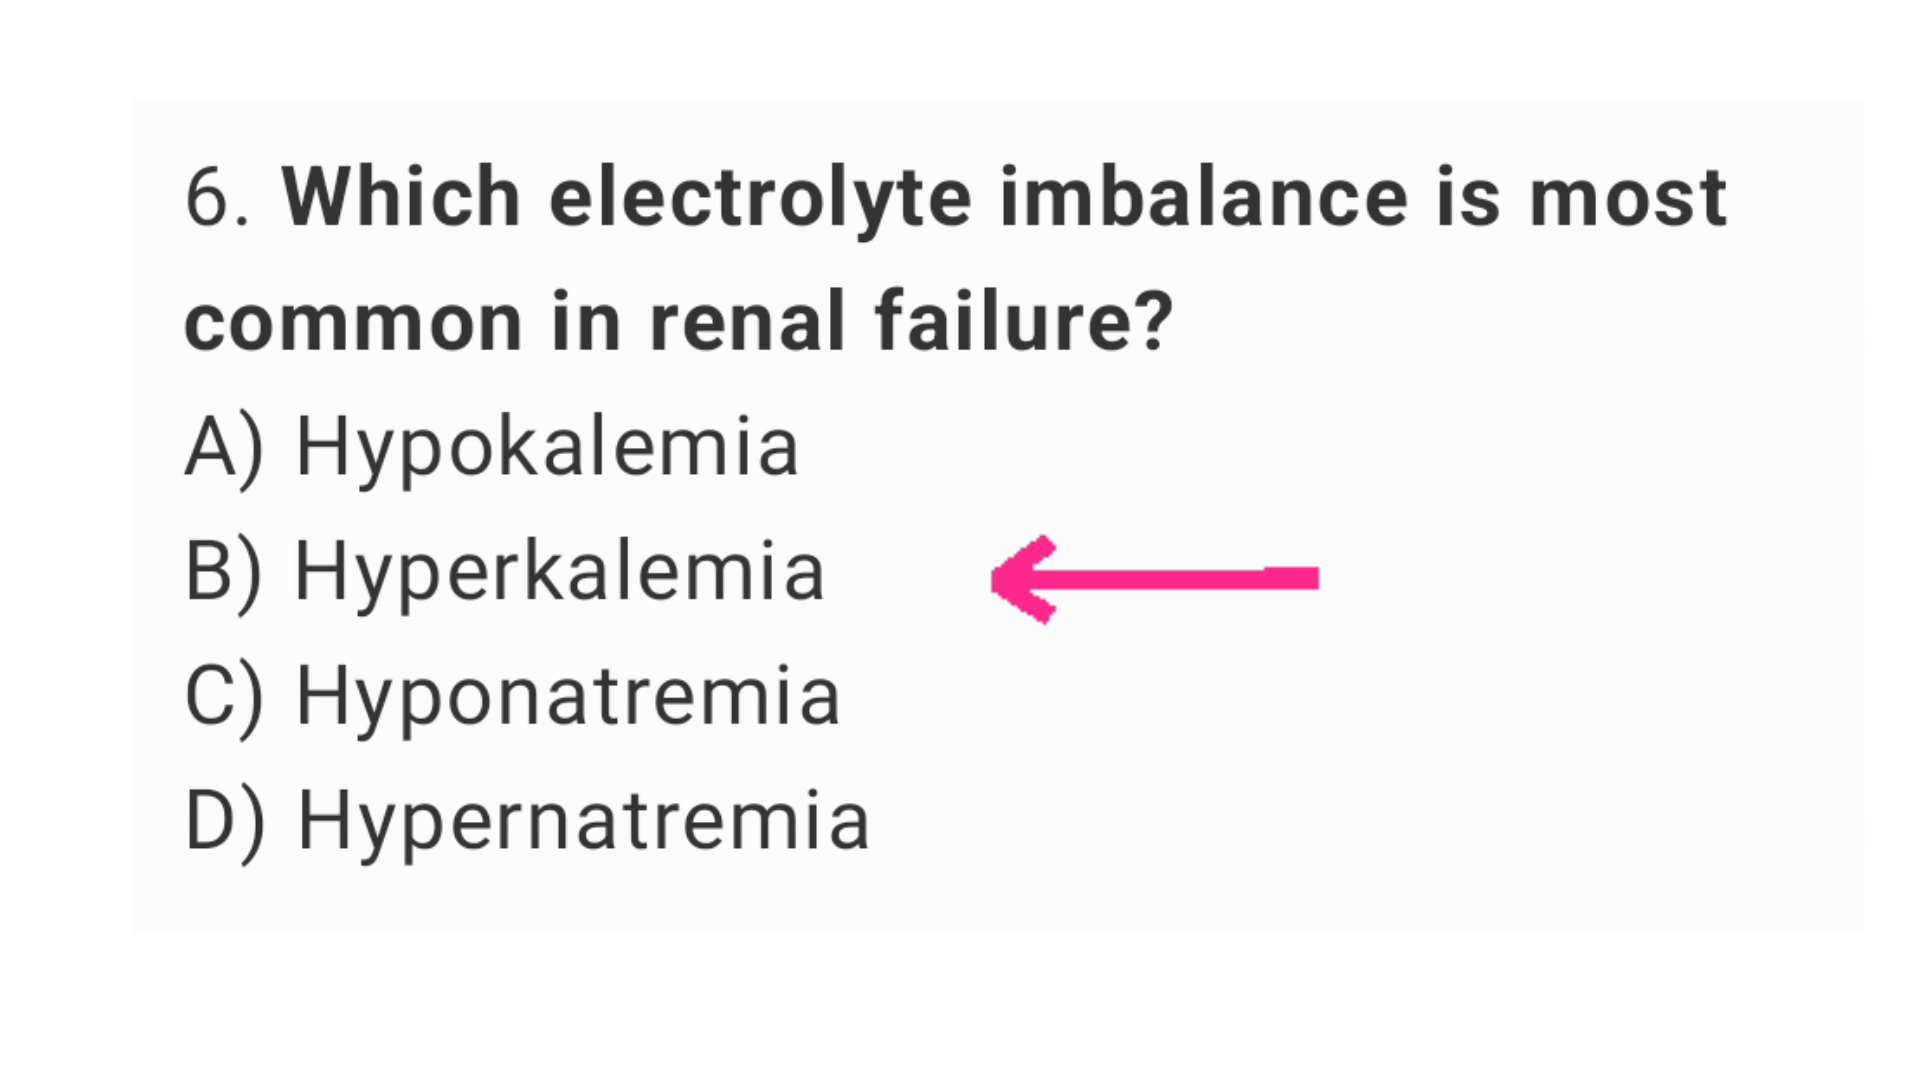 6. Which electrolyte imbalance is most
common in renal failure?
A) Hypokalemia
B) Hyperkalemia
C) Hyponatremia
D) Hypernatremia